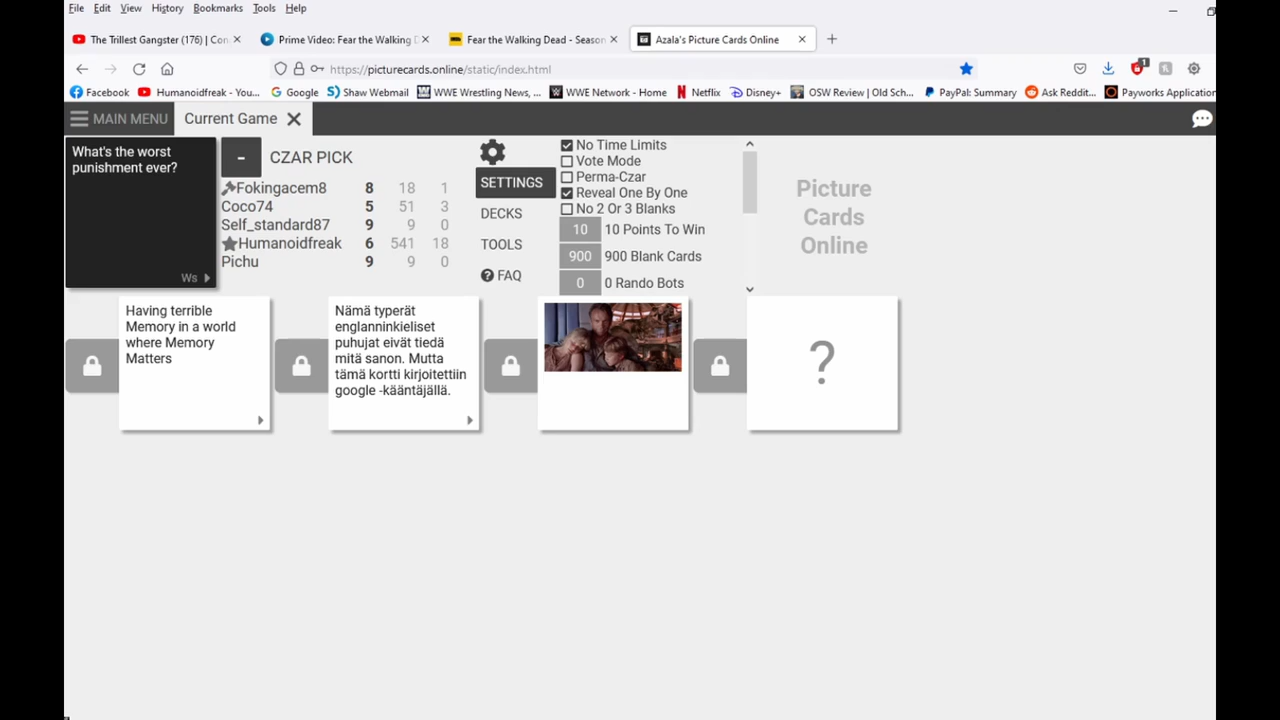 File Edit View History Bookmarks Tools Help
The Trillest Gangster (176) | Con
Prime Video: Fear the Walking D
Fear the Walking Dead - Season
Azala's Picture Cards Online
https://picturecards.online/static/index.html
1
Facebook
Humanoidfreak - You...
Google
Shaw Webmail
WWE Wrestling News, ...
WWE Network - Home
Netflix
Disney+
OSW Review | Old Sch...
PayPal: Summary
Ask Reddit...
Payworks Application
MAIN MENU
Current Game
What's the worst
punishment ever?
Ws
- CZAR PICK
Fokingacem8 8 18 1
Coco74 5 51 3
Self_standard87 9 9 0
Humanoidfreak 6 541 18
Pichu 9 9 0
SETTINGS
DECKS
TOOLS
FAQ
No Time Limits
Vote Mode
Perma-Czar
Reveal One By One
No 2 Or 3 Blanks
10 10 Points To Win
900 900 Blank Cards
0 0 Rando Bots
Picture
Cards
Online
Having terrible
Memory in a world
where Memory
Matters
Nämä typerät
englanninkieliset
puhujat eivät tiedä
mitä sanon. Mutta
tämä kortti kirjoitettiin
google -kääntäjällä.
?